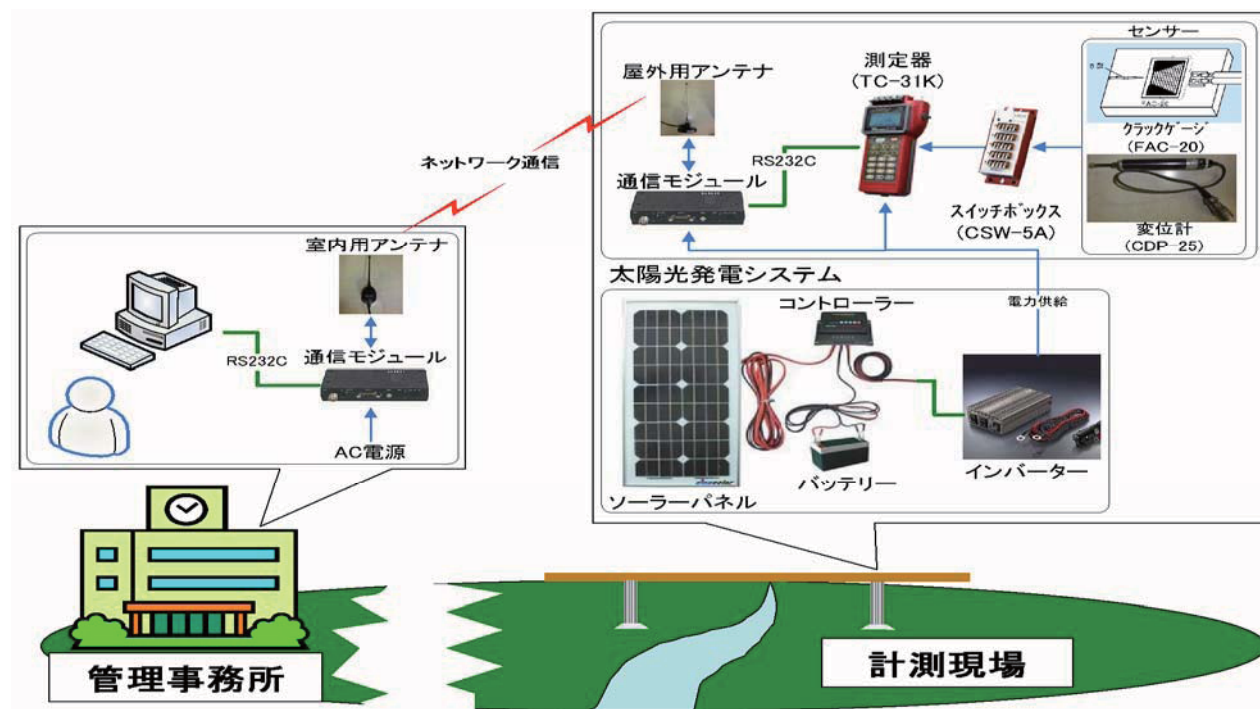 センサー
測定器
(TC-31K)
屋外用アンテナ
クラックゲージ
(FAC-20)
RS232C
ネットワーク通信
通信モジュール
スイッチボックス
(CSW-5A)
変位計
(CDP-25)
室内用アンテナ
太陽光発電システム
コントローラー
電力供給
RS232C
通信モジュール
AC電源
バッテリー
インバーター
ソーラーパネル
管理事務所
計測現場